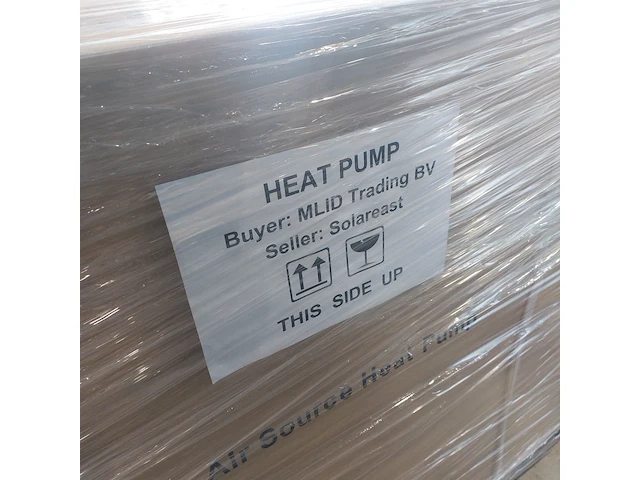 HEAT PUMP
Buyer: MLID Trading BV
Seller: Solareast
THIS SIDE UP
Air Source Heat Pump